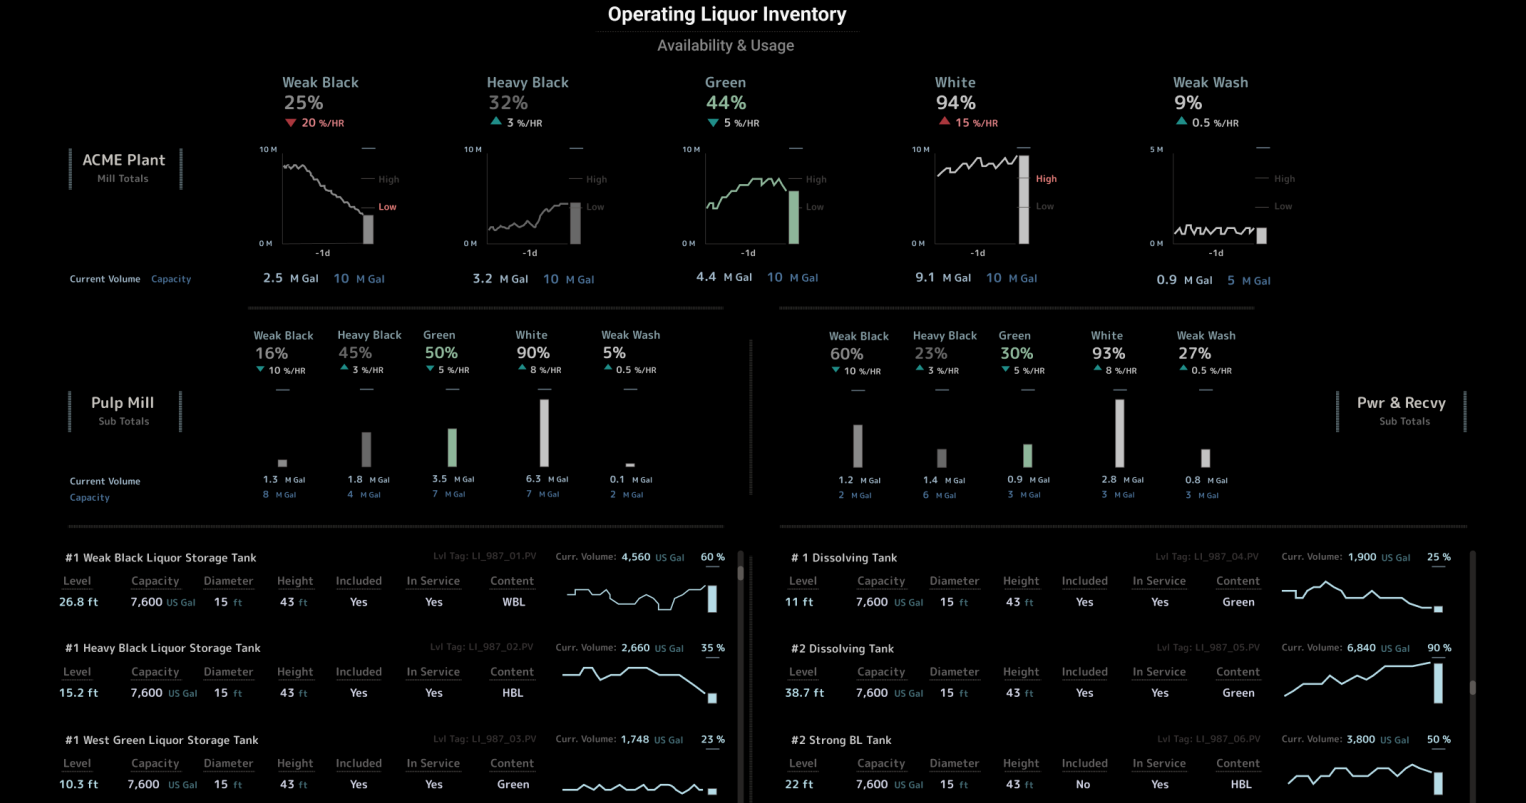 Operating Liquor Inventory
Availability & Usage
Weak Black Heavy Black Green White Weak Wash
25% 32% 44% 94% 9%
20 %/HR 3 %/HR 5 %/HR 15 %/HR 0.5 %/HR
ACME Plant
Mill Totals
10 M 10 M 10 M 10 M 5 M
High High High High High
Low Low Low Low Low
0 M 0 M 0 M 0 M 0 M
-1d -1d -1d -1d -1d
Current Volume Capacity
2.5 M Gal 10 M Gal 3.2 M Gal 10 M Gal 4.4 M Gal 10 M Gal 9.1 M Gal 10 M Gal 0.9 M Gal 5 M Gal
Pulp Mill
Sub Totals
Weak Black Heavy Black Green White Weak Wash
16% 45% 50% 90% 5%
10 %/HR 3 %/HR 5 %/HR 8 %/HR 0.5 %/HR
Current Volume
1.3 M Gal 1.8 M Gal 3.5 M Gal 6.3 M Gal 0.1 M Gal
Capacity
8 M Gal 4 M Gal 7 M Gal 7 M Gal 2 M Gal
Weak Black Heavy Black Green White Weak Wash
60% 23% 30% 93% 27%
10 %/HR 3 %/HR 5 %/HR 8 %/HR 0.5 %/HR
Pwr & Recvy
Sub Totals
1.2 M Gal 1.4 M Gal 0.9 M Gal 2.8 M Gal 0.8 M Gal
2 M Gal 6 M Gal 3 M Gal 3 M Gal 3 M Gal
#1 Weak Black Liquor Storage Tank Lvl Tag: LI_987_01.PV Curr. Volume: 4,560 US Gal 60 %
Level Capacity Diameter Height Included In Service Content
26.8 ft 7,600 US Gal 15 ft 43 ft Yes Yes WBL
#1 Heavy Black Liquor Storage Tank Lvl Tag: LI_987_02.PV Curr. Volume: 2,660 US Gal 35 %
Level Capacity Diameter Height Included In Service Content
15.2 ft 7,600 US Gal 15 ft 43 ft Yes Yes HBL
#1 West Green Liquor Storage Tank Lvl Tag: LI_987_03.PV Curr. Volume: 1,748 US Gal 23 %
Level Capacity Diameter Height Included In Service Content
10.3 ft 7,600 US Gal 15 ft 43 ft Yes Yes Green
# 1 Dissolving Tank Lvl Tag: LI_987_04.PV Curr. Volume: 1,900 US Gal 25 %
Level Capacity Diameter Height Included In Service Content
11 ft 7,600 US Gal 15 ft 43 ft Yes Yes Green
#2 Dissolving Tank Lvl Tag: LI_987_05.PV Curr. Volume: 6,840 US Gal 90 %
Level Capacity Diameter Height Included In Service Content
38.7 ft 7,600 US Gal 15 ft 43 ft Yes Yes Green
#2 Strong BL Tank Lvl Tag: LI_987_06.PV Curr. Volume: 3,800 US Gal 50 %
Level Capacity Diameter Height Included In Service Content
22 ft 7,600 US Gal 15 ft 43 ft No Yes HBL